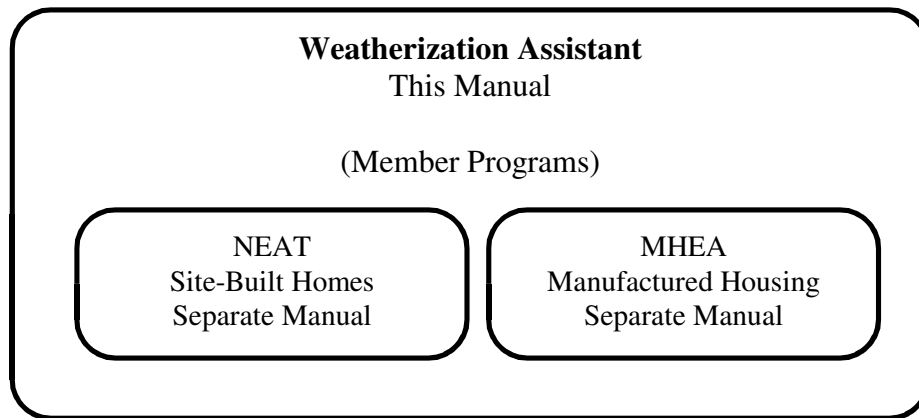 Weatherization Assistant
This Manual
(Member Programs)
NEAT
Site-Built Homes
Separate Manual
MHEA
Manufactured Housing
Separate Manual